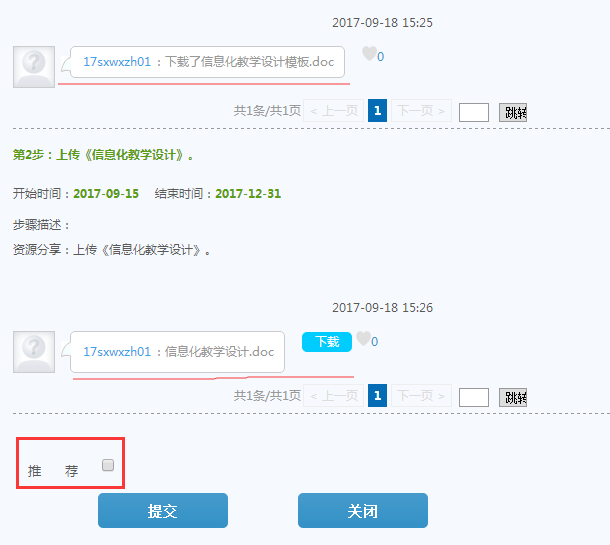 2017-09-18 15:25
17sxwxzh01 : 下载了信息化教学设计模板.doc
0
共1条/共1页 < 上一页 1 下一页 > 跳转
第2步：上传《信息化教学设计》。
开始时间：2017-09-15 结束时间：2017-12-31
步骤描述：
资源分享：上传《信息化教学设计》。
2017-09-18 15:26
17sxwxzh01 : 信息化教学设计.doc 下载 0
共1条/共1页 < 上一页 1 下一页 > 跳转
推 荐
提交 关闭